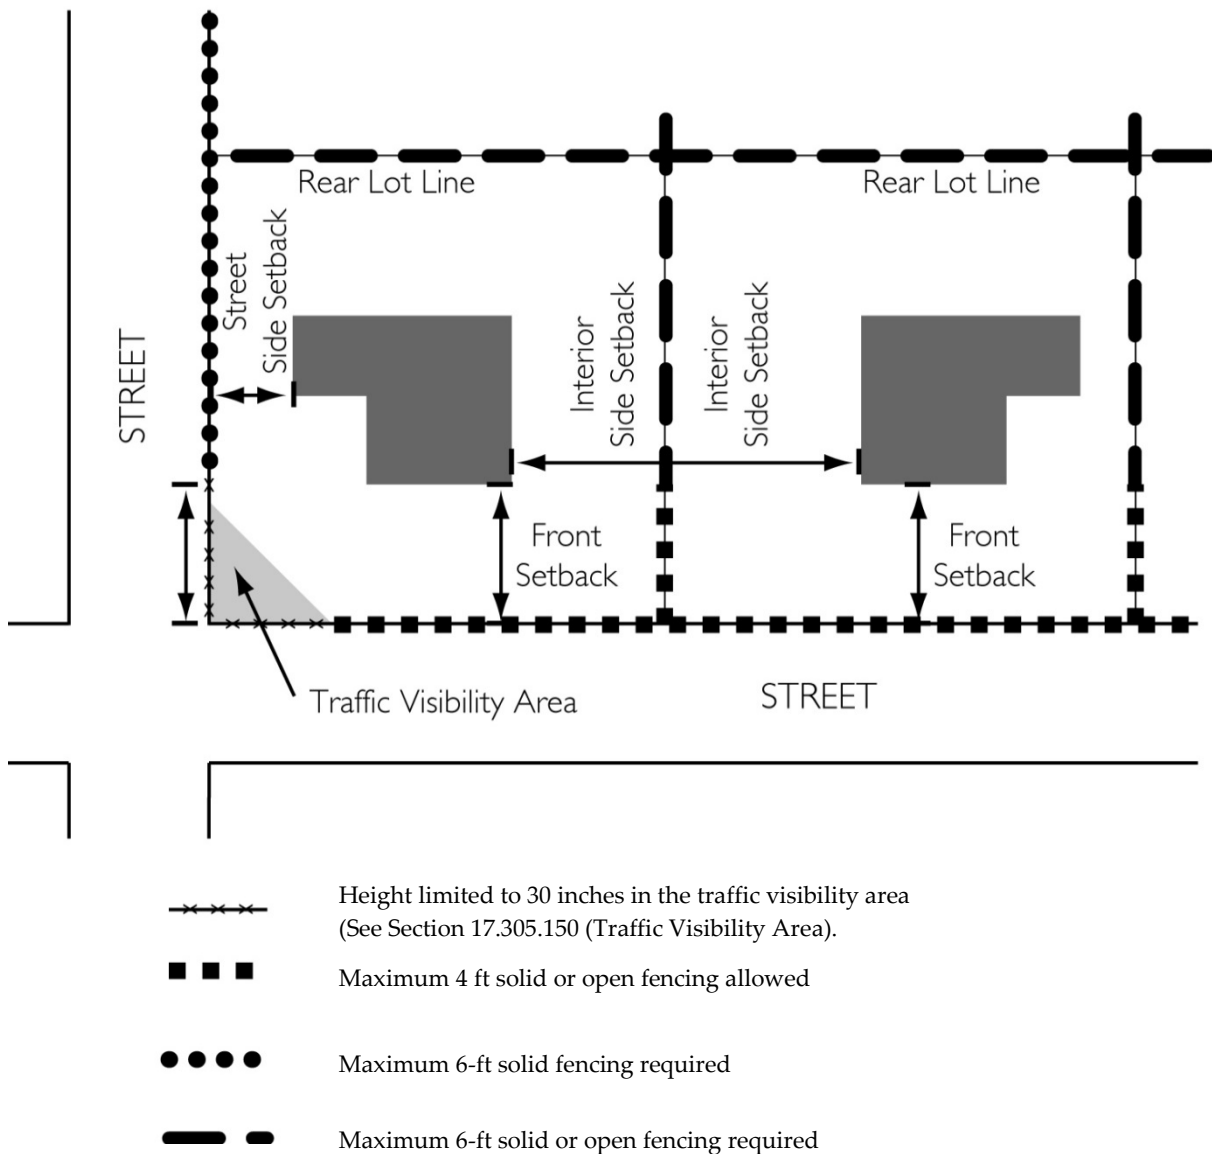 Rear Lot Line
Rear Lot Line
Street
Side Setback
STREET
Interior
Side Setback
Interior
Side Setback
Front
Setback
Front
Setback
Traffic Visibility Area
STREET
Height limited to 30 inches in the traffic visibility area
(See Section 17.305.150 (Traffic Visibility Area).
Maximum 4 ft solid or open fencing allowed
Maximum 6-ft solid fencing required
Maximum 6-ft solid or open fencing required